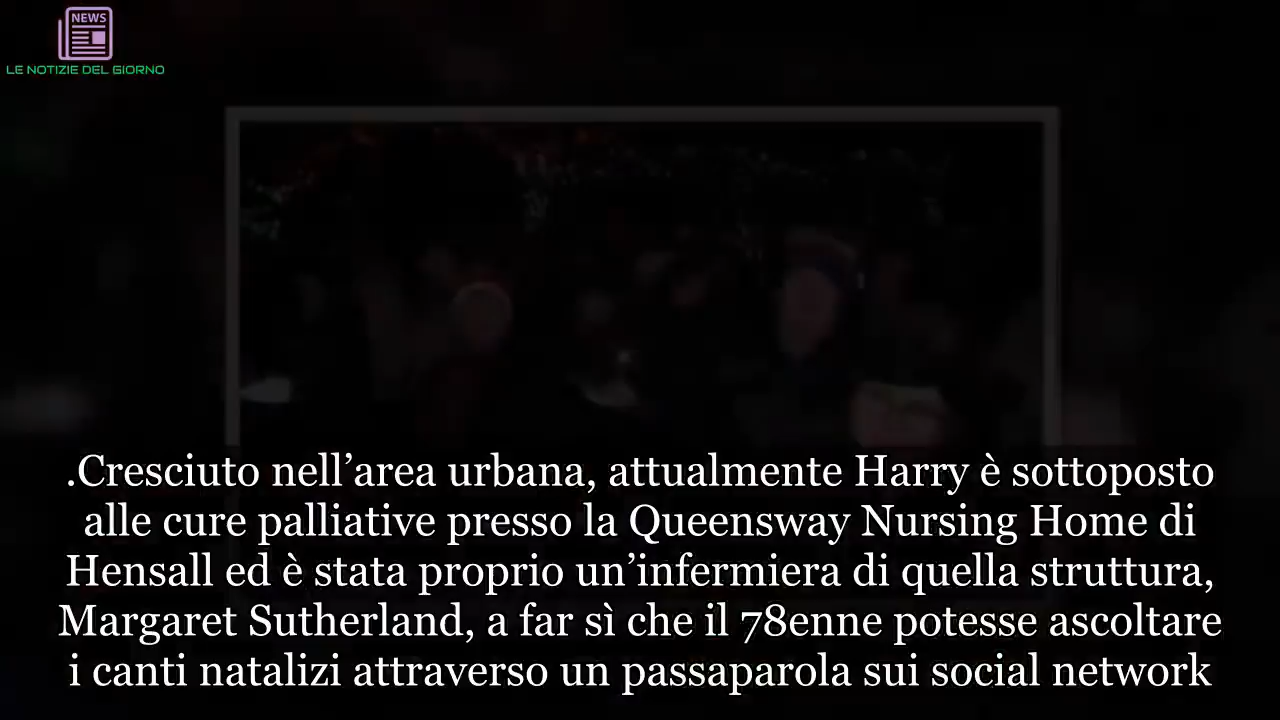 NEWS
LE NOTIZIE DEL GIORNO
.Cresciuto nell’area urbana, attualmente Harry è sottoposto
alle cure palliative presso la Queensway Nursing Home di
Hensall ed è stata proprio un’infermiera di quella struttura,
Margaret Sutherland, a far sì che il 78enne potesse ascoltare
i canti natalizi attraverso un passaparola sui social network